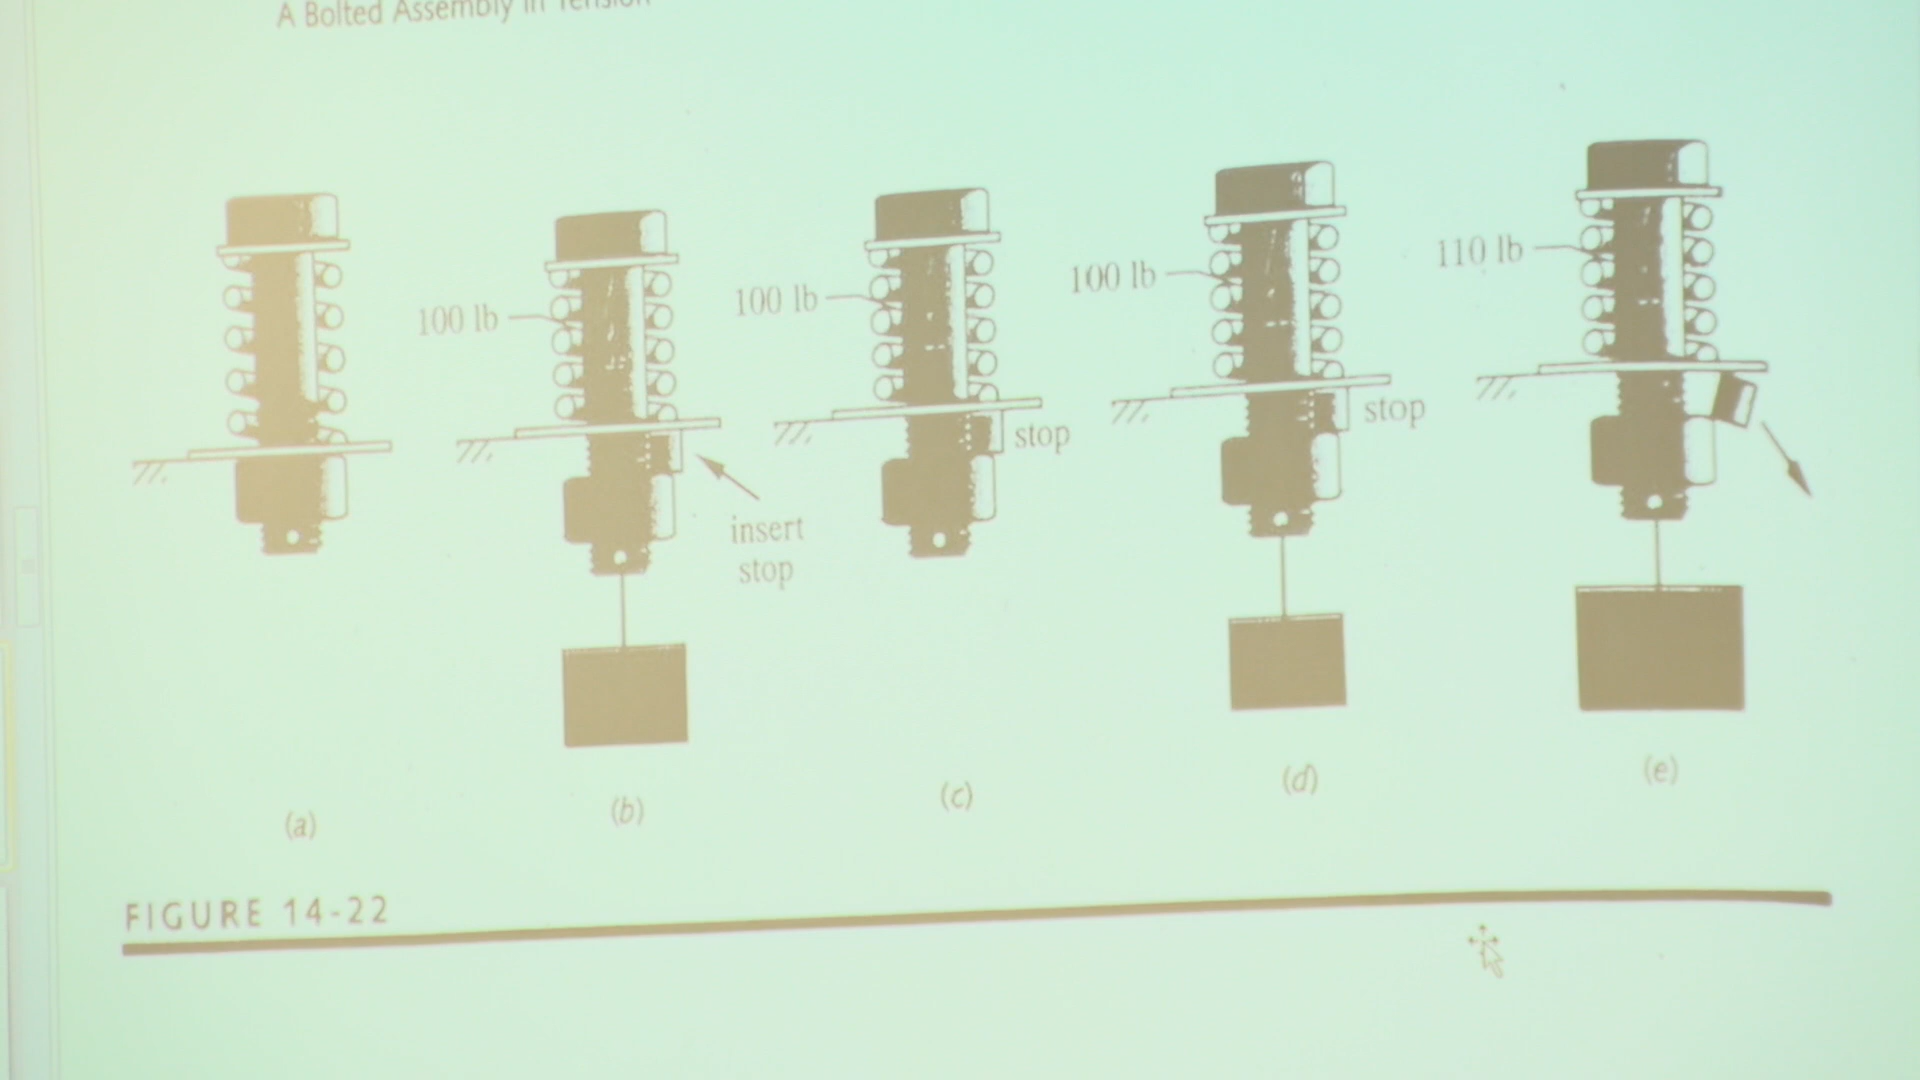 A Bolted Assembly in Tension
100 lb
100 lb
100 lb
110 lb
stop
stop
insert
stop
(a)
(b)
(c)
(d)
(e)
FIGURE 14-22